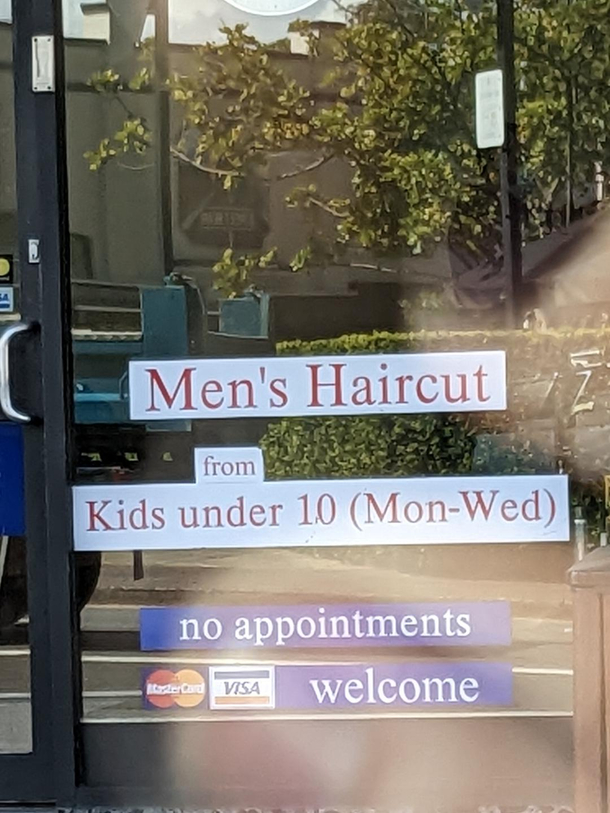 Men's Haircut
from
Kids under 10 (Mon-Wed)
no appointments
MasterCard VISA welcome